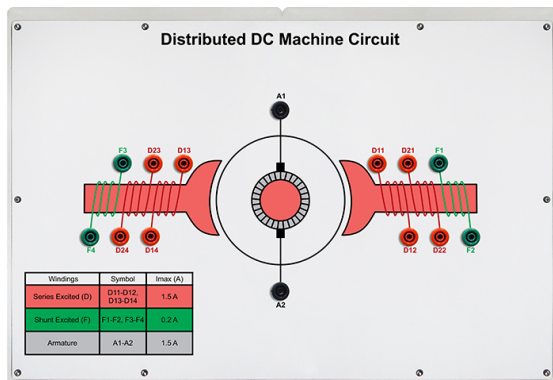 Distributed DC Machine Circuit
A1
F3 D23 D13 D11 D21 F1
F4 D24 D14 D12 D22 F2
A2
Windings Symbol Imax (A)
Series Excited (D) D11-D12, D13-D14 1.5 A
Shunt Excited (F) F1-F2, F3-F4 0.2 A
Armature A1-A2 1.5 A